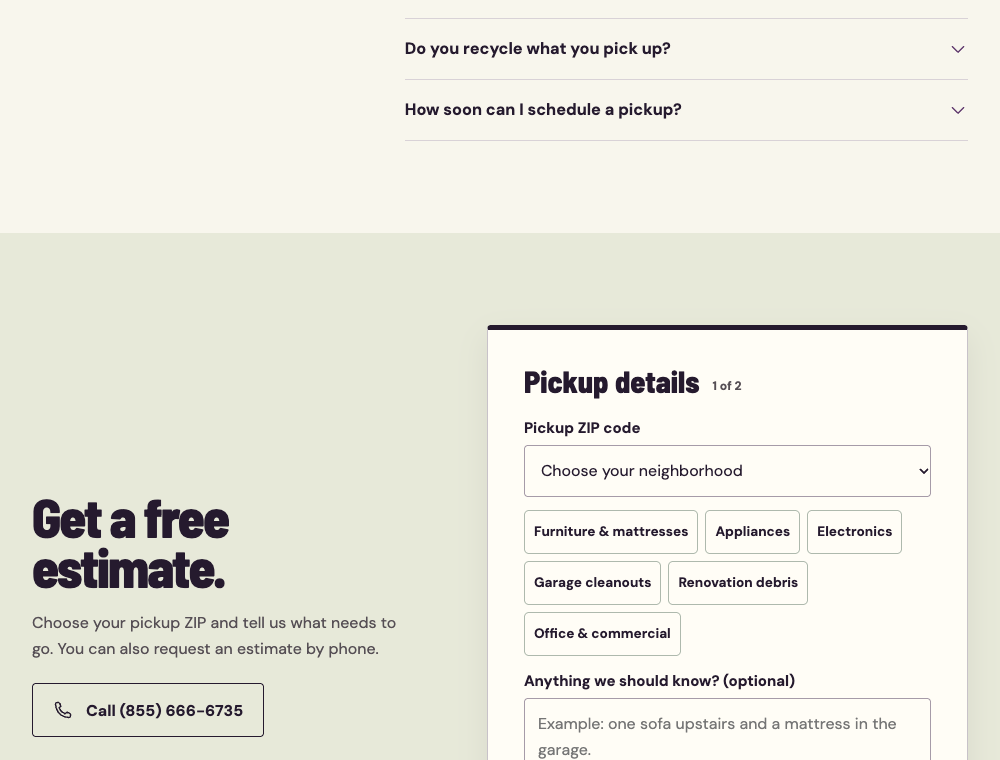 Do you recycle what you pick up?
How soon can I schedule a pickup?
Get a free
estimate.
Choose your pickup ZIP and tell us what needs to
go. You can also request an estimate by phone.
Call (855) 666-6735
Pickup details 1 of 2
Pickup ZIP code
Choose your neighborhood
Furniture & mattresses Appliances Electronics
Garage cleanouts Renovation debris
Office & commercial
Anything we should know? (optional)
Example: one sofa upstairs and a mattress in the
garage.